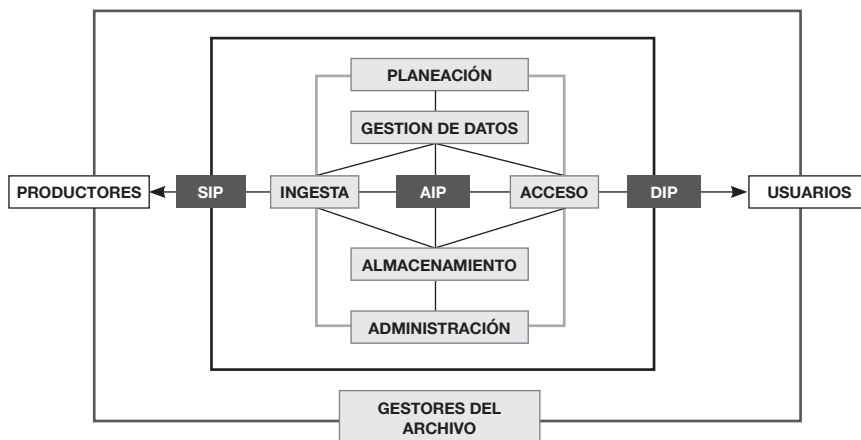 PLANEACIÓN
GESTION DE DATOS
PRODUCTORES
SIP
INGESTA
AIP
ACCESO
DIP
USUARIOS
ALMACENAMIENTO
ADMINISTRACIÓN
GESTORES DEL
ARCHIVO